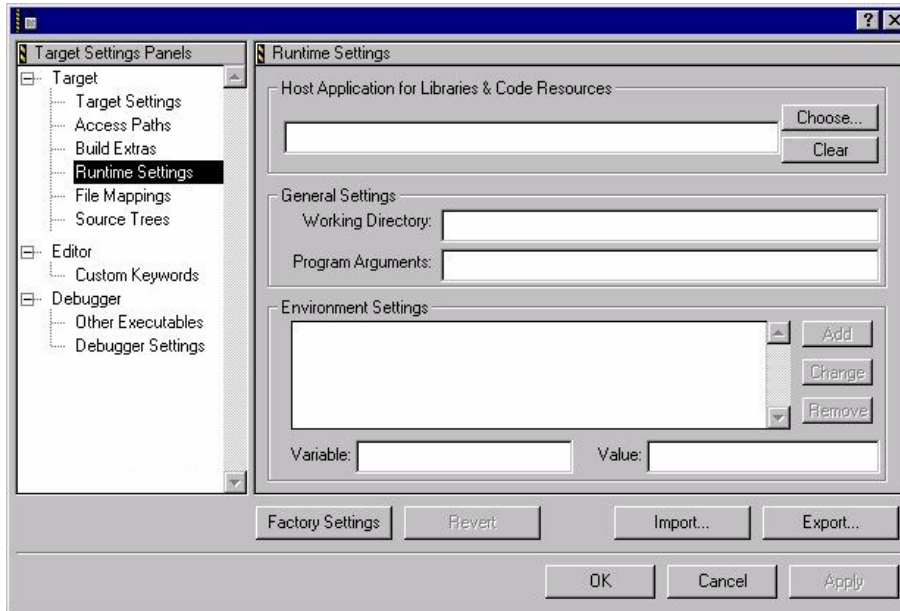 Target Settings Panels
Target
Target Settings
Access Paths
Build Extras
Runtime Settings
File Mappings
Source Trees
Editor
Custom Keywords
Debugger
Other Executables
Debugger Settings
Runtime Settings
Host Application for Libraries & Code Resources
Choose...
Clear
General Settings
Working Directory:
Program Arguments:
Environment Settings
Add
Change
Remove
Variable:
Value:
Factory Settings
Revert
Import...
Export...
OK
Cancel
Apply